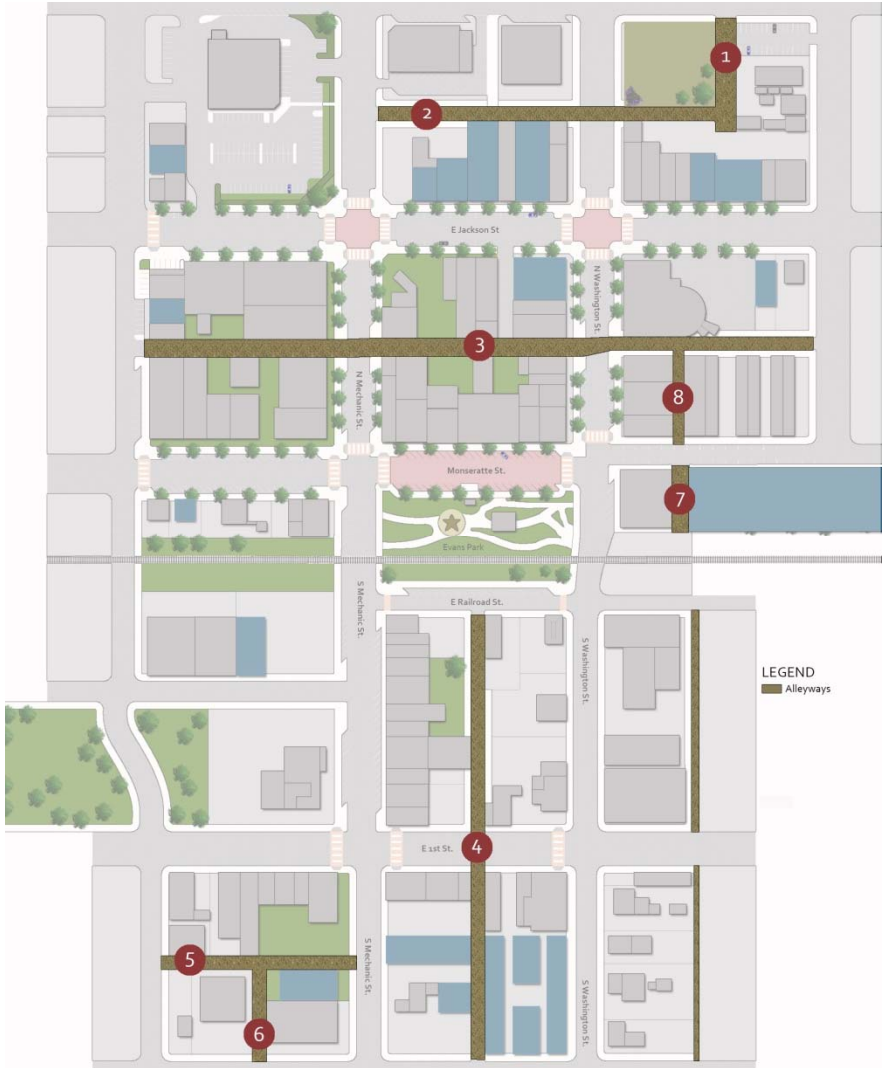 1
2
E Jackson St
N Washington St.
3
N Mechanic St.
8
Monseratte St.
7
Evans Park
E Railroad St.
S Mechanic St.
S Washington St.
LEGEND
Alleyways
E 1st St.
4
5
S Mechanic St.
S Washington St.
6